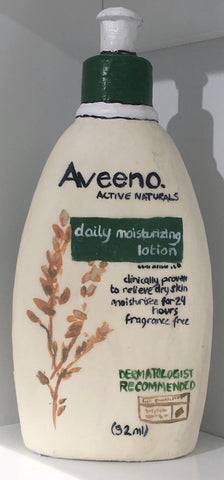 Aveeno.
ACTIVE NATURALS
daily moisturizing
lotion
clinically proven
to relieve dry skin
moisturizes for 24
hours
fragrance free
DERMATOLOGIST
RECOMMENDED
(32ml)